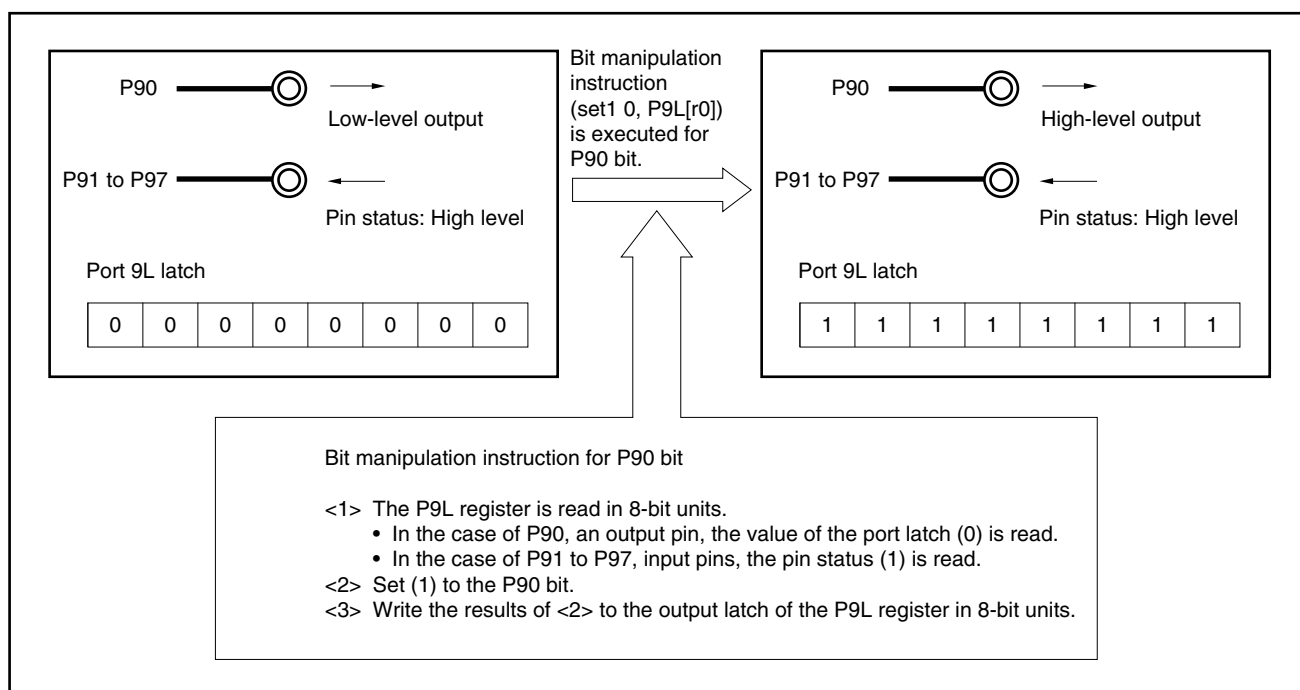 P90
Low-level output
P91 to P97
Pin status: High level
Port 9L latch
0 0 0 0 0 0 0 0
Bit manipulation
instruction
(set1 0, P9L[r0])
is executed for
P90 bit.
P90
High-level output
P91 to P97
Pin status: High level
Port 9L latch
1 1 1 1 1 1 1 1
Bit manipulation instruction for P90 bit
<1> The P9L register is read in 8-bit units.
• In the case of P90, an output pin, the value of the port latch (0) is read.
• In the case of P91 to P97, input pins, the pin status (1) is read.
<2> Set (1) to the P90 bit.
<3> Write the results of <2> to the output latch of the P9L register in 8-bit units.